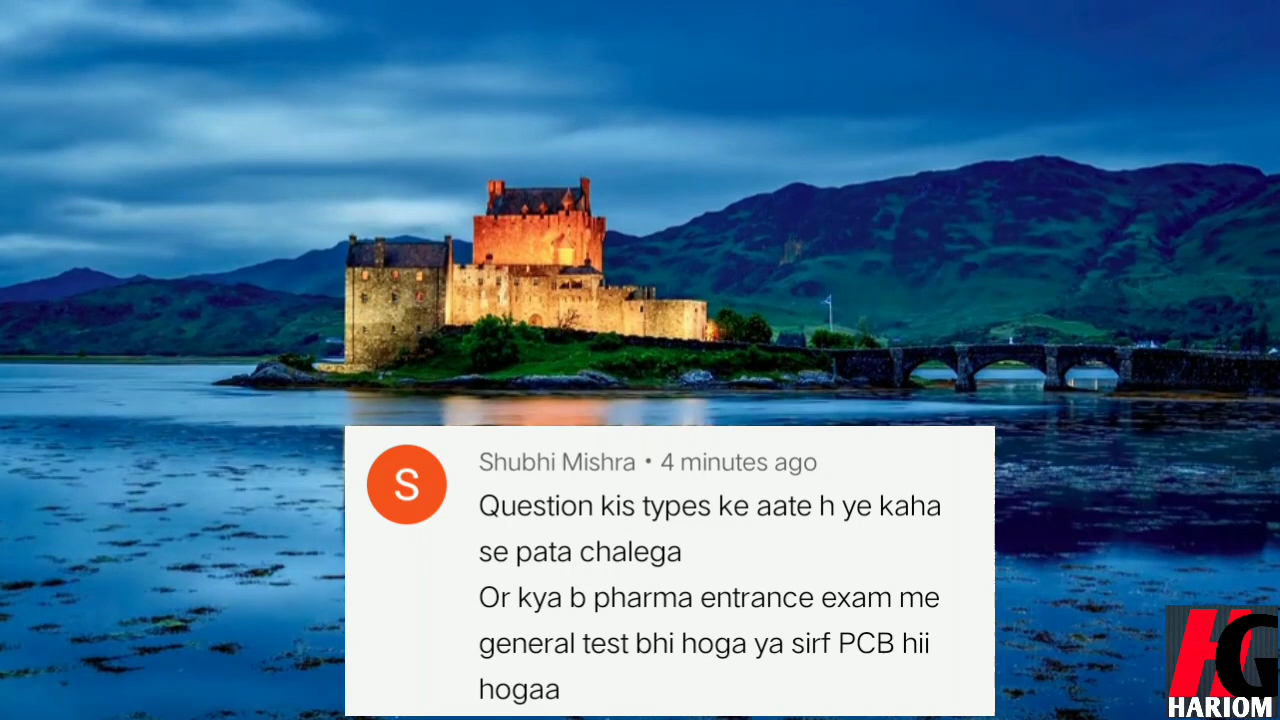 S
Shubhi Mishra • 4 minutes ago
Question kis types ke aate h ye kaha
se pata chalega
Or kya b pharma entrance exam me
general test bhi hoga ya sirf PCB hii
hogaa
HG
HARIOM